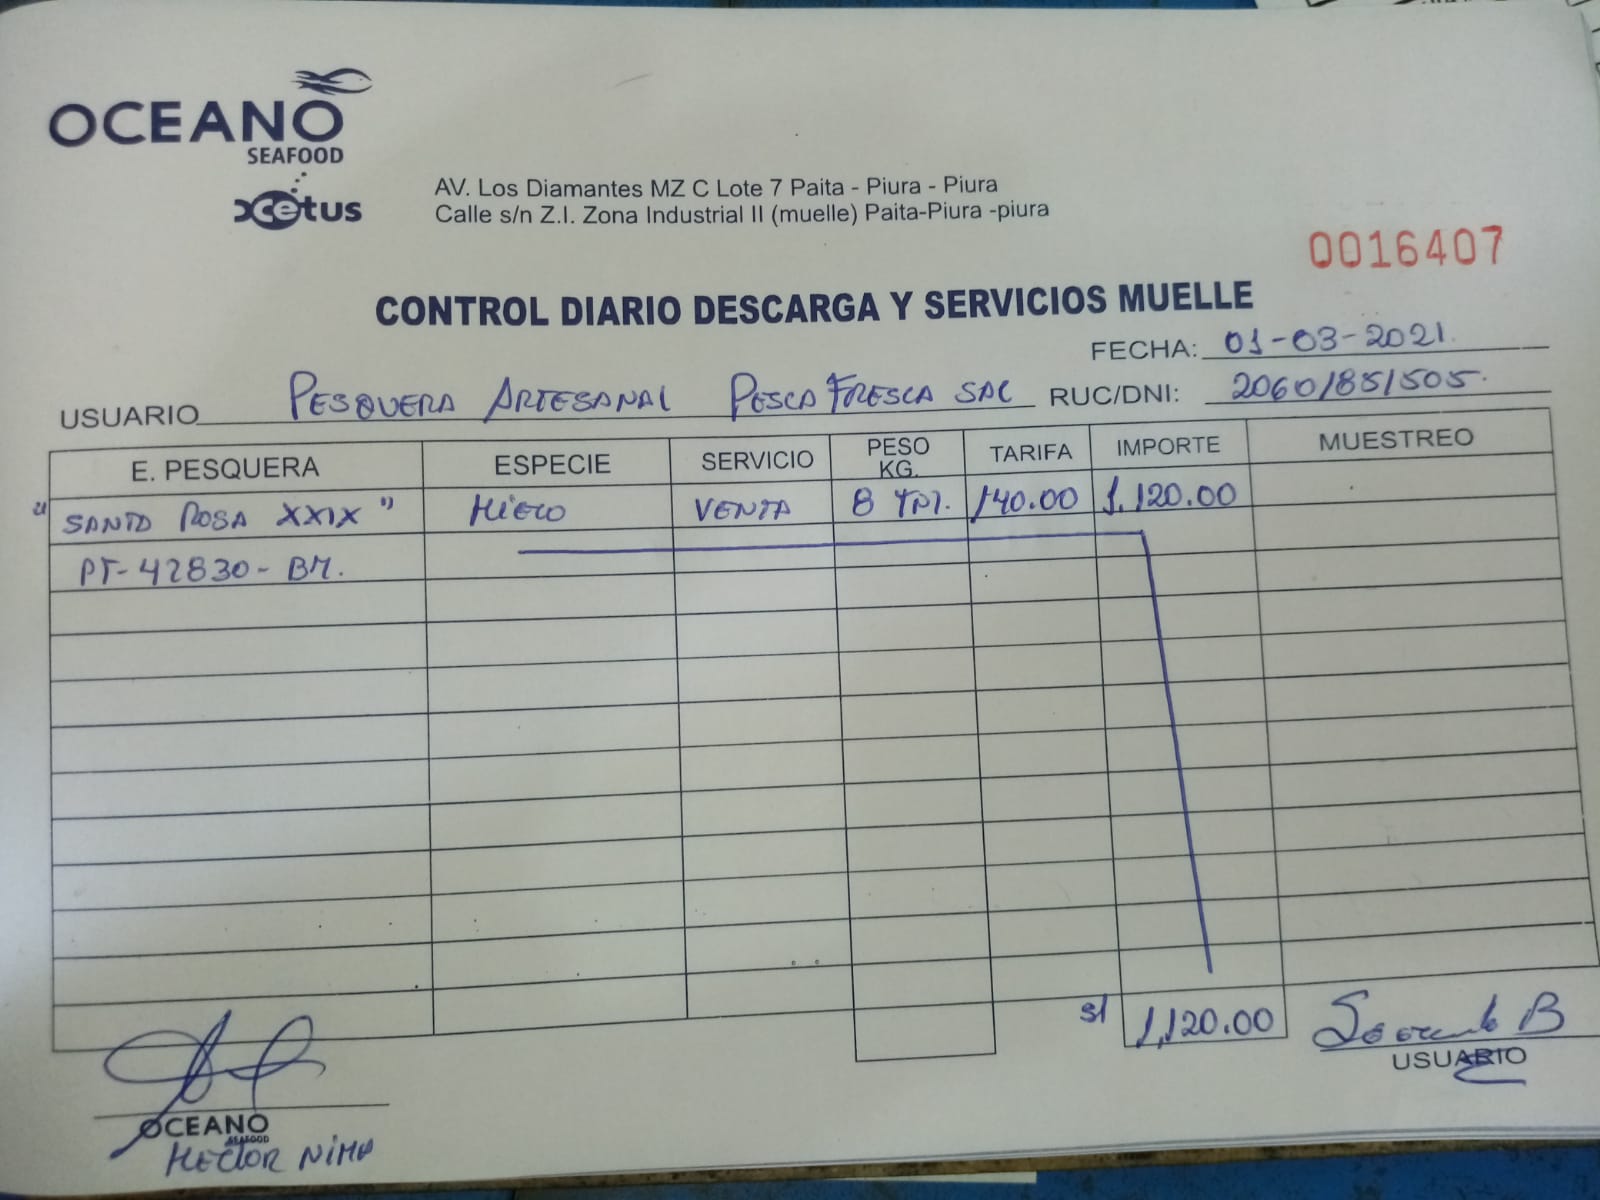 OCEANO
SEAFOOD
cetus
AV. Los Diamantes MZ C Lote 7 Paita - Piura - Piura
Calle s/n Z.I. Zona Industrial II (muelle) Paita-Piura -piura
0016407
CONTROL DIARIO DESCARGA Y SERVICIOS MUELLE
FECHA: 01-03-2021.
USUARIO PESQUERA ARTESANAL PESCA FRESCA SAC RUC/DNI: 20601851505.
E. PESQUERA ESPECIE SERVICIO PESO KG. TARIFA IMPORTE MUESTREO
"SANTA ROSA XXIX" HiELO VENTA 8 TM. 140.00 1,120.00
PT-42830-BM.
S/ 1,120.00
USUARIO
OCEANO
SEAFOOD
HECTOR NIMA